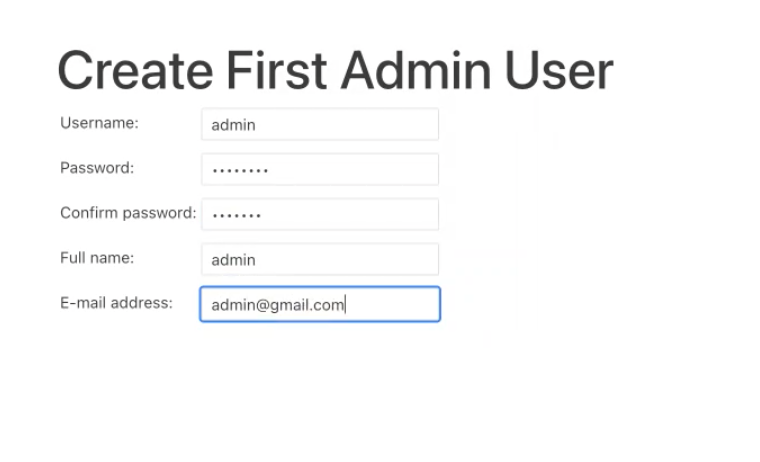 Create First Admin User
Username: admin
Password: ••••••••
Confirm password: •••••••
Full name: admin
E-mail address: admin@gmail.com